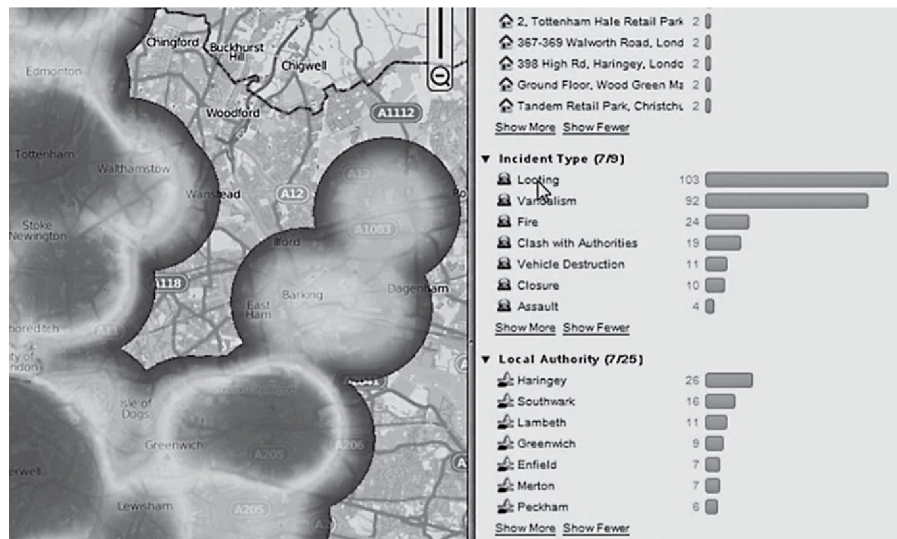 Chingford
Buckhurst
Hill
Chigwell
Edmonton
Woodford
A1112
Tottenham
Walthamstow
A12
Wanstead
A12
Stoke
Newington
A1083
Ilford
A118
Barking
Dagenham
East
Ham
Isle of
Dogs
Greenwich
A206
A205
Lewisham
A205
2, Tottenham Hale Retail Park 2
367-369 Walworth Road, Lond 2
398 High Rd, Haringey, Londc 2
Ground Floor, Wood Green Ma 2
Tandem Retail Park, Christchu 2
Show More Show Fewer
Incident Type (7/9)
Looting 103
Vandalism 92
Fire 24
Clash with Authorities 19
Vehicle Destruction 11
Closure 10
Assault 4
Show More Show Fewer
Local Authority (7/25)
Haringey 26
Southwark 16
Lambeth 11
Greenwich 9
Enfield 7
Merton 7
Peckham 6
Show More Show Fewer